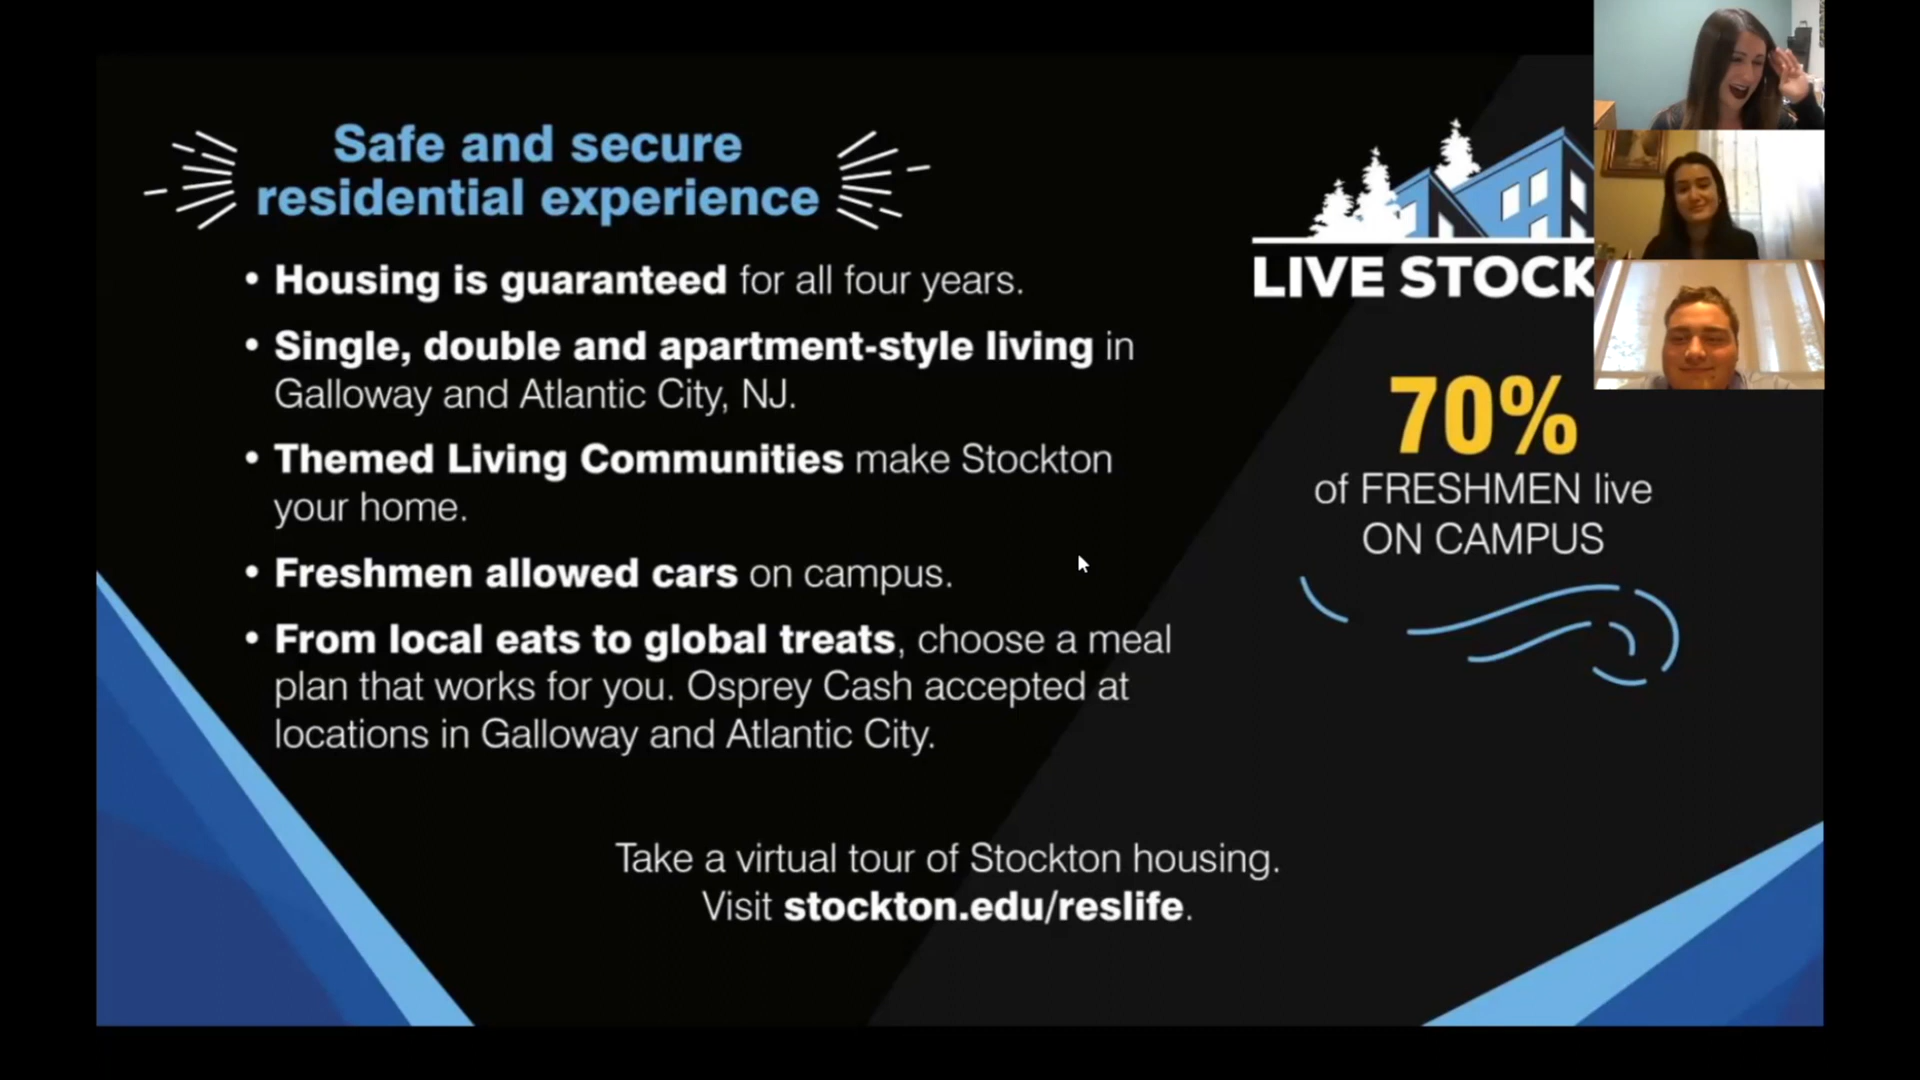 Safe and secure
residential experience
• Housing is guaranteed for all four years.
• Single, double and apartment-style living in
Galloway and Atlantic City, NJ.
• Themed Living Communities make Stockton
your home.
• Freshmen allowed cars on campus.
• From local eats to global treats, choose a meal
plan that works for you. Osprey Cash accepted at
locations in Galloway and Atlantic City.
LIVE STOCK
70%
of FRESHMEN live
ON CAMPUS
Take a virtual tour of Stockton housing.
Visit stockton.edu/reslife.